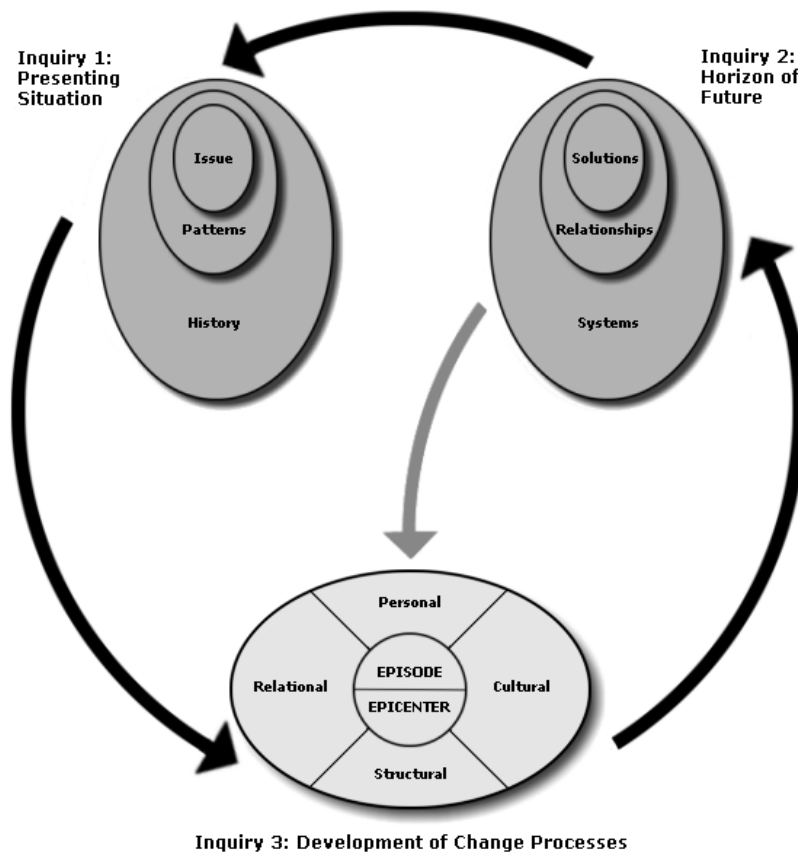 Inquiry 1:
Presenting
Situation
Inquiry 2:
Horizon of
Future
Issue
Patterns
History
Solutions
Relationships
Systems
Personal
Relational
EPISODE
EPICENTER
Cultural
Structural
Inquiry 3: Development of Change Processes